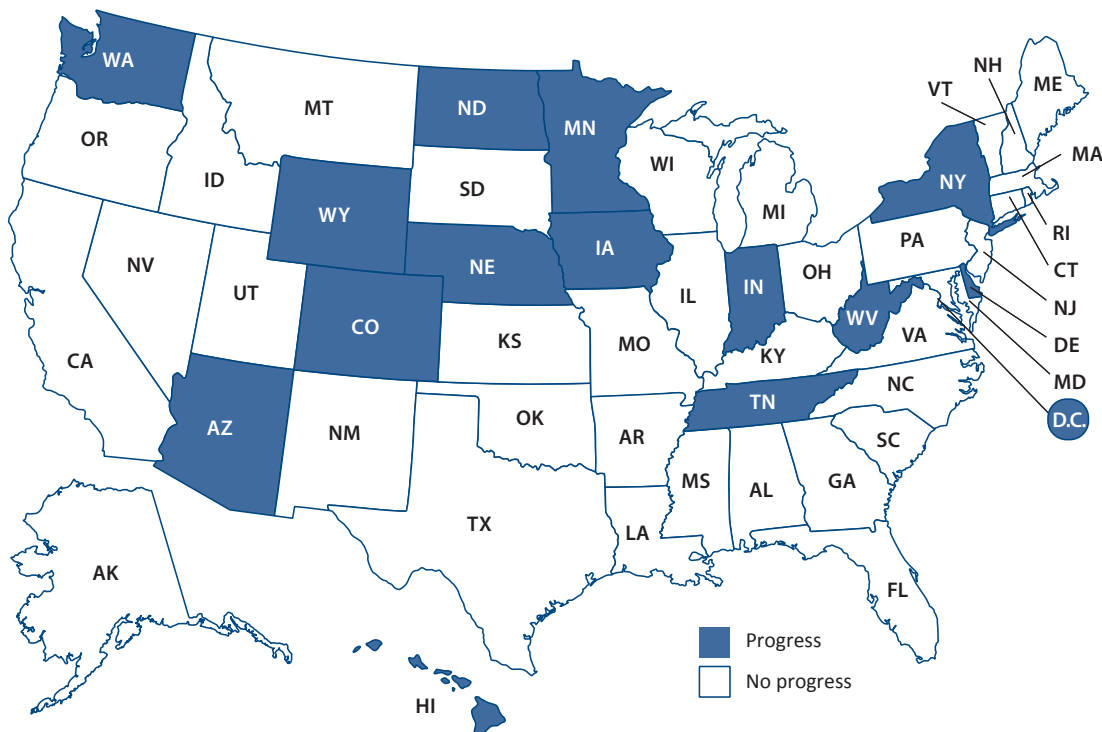 WA
MT
ND
MN
OR
ID
SD
WI
MI
WY
NE
IA
NV
UT
CO
CA
KS
MO
IL
IN
OH
PA
NY
VT
NH
ME
MA
RI
CT
NJ
DE
MD
D.C.
WV
VA
KY
NC
TN
SC
AZ
NM
OK
AR
MS
AL
GA
TX
LA
FL
AK
HI
Progress
No progress